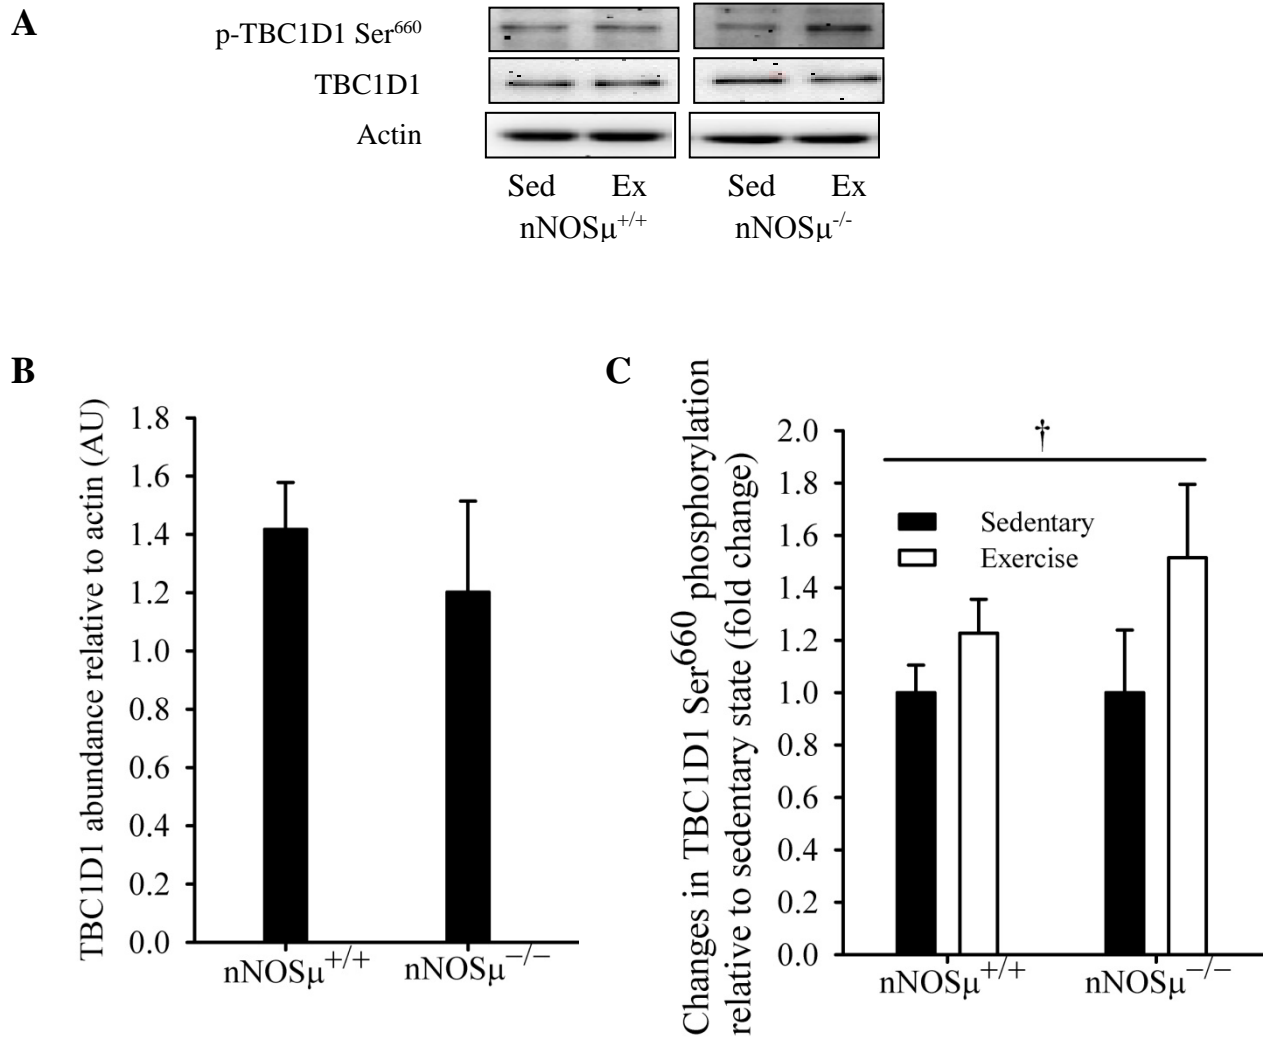 A
p-TBC1D1 Ser660
TBC1D1
Actin
Sed Ex Sed Ex
nNOSµ+/+ nNOSµ-/-
B
TBC1D1 abundance relative to actin (AU)
1.8
1.6
1.4
1.2
1.0
0.8
0.6
0.4
0.2
0.0
nNOSµ+/+ nNOSµ−/−
C
Changes in TBC1D1 Ser660 phosphorylation
relative to sedentary state (fold change)
2.0
1.8
1.6
1.4
1.2
1.0
0.8
0.6
0.4
0.2
0.0
†
Sedentary
Exercise
nNOSµ+/+ nNOSµ−/−